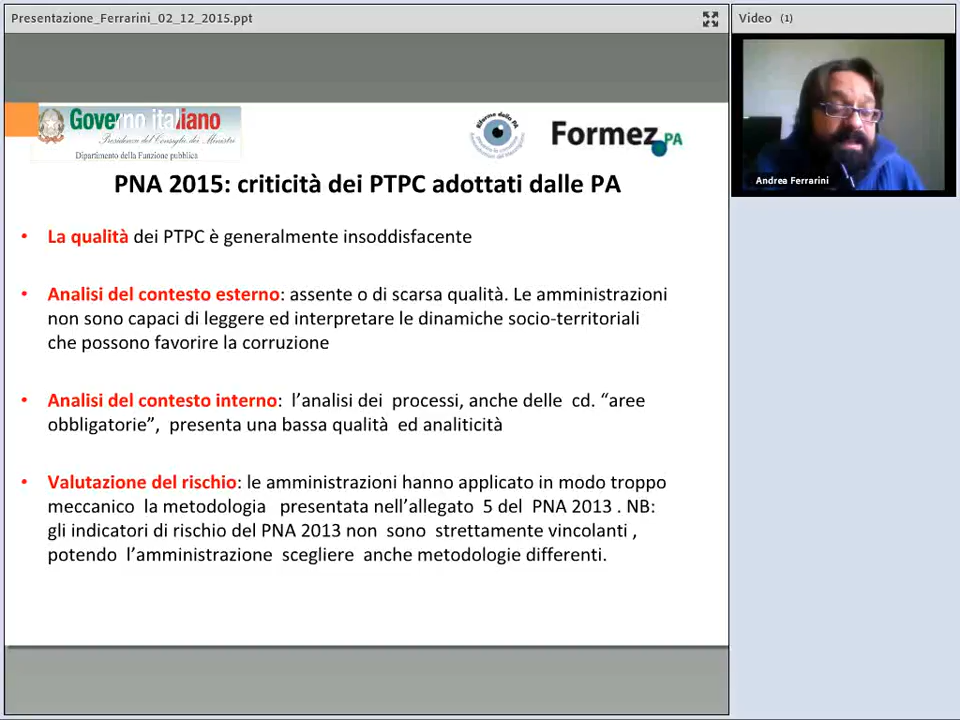 Presentazione_Ferrarini_02_12_2015.ppt
Video (1)
Governo italiano
Presidenza del Consiglio dei Ministri
Dipartimento della Funzione pubblica
Formez PA
Andrea Ferrarini
PNA 2015: criticità dei PTPC adottati dalle PA
• La qualità dei PTPC è generalmente insoddisfacente
• Analisi del contesto esterno: assente o di scarsa qualità. Le amministrazioni
non sono capaci di leggere ed interpretare le dinamiche socio-territoriali
che possono favorire la corruzione
• Analisi del contesto interno: l’analisi dei processi, anche delle cd. “aree
obbligatorie”, presenta una bassa qualità ed analiticità
• Valutazione del rischio: le amministrazioni hanno applicato in modo troppo
meccanico la metodologia presentata nell’allegato 5 del PNA 2013 . NB:
gli indicatori di rischio del PNA 2013 non sono strettamente vincolanti ,
potendo l’amministrazione scegliere anche metodologie differenti.